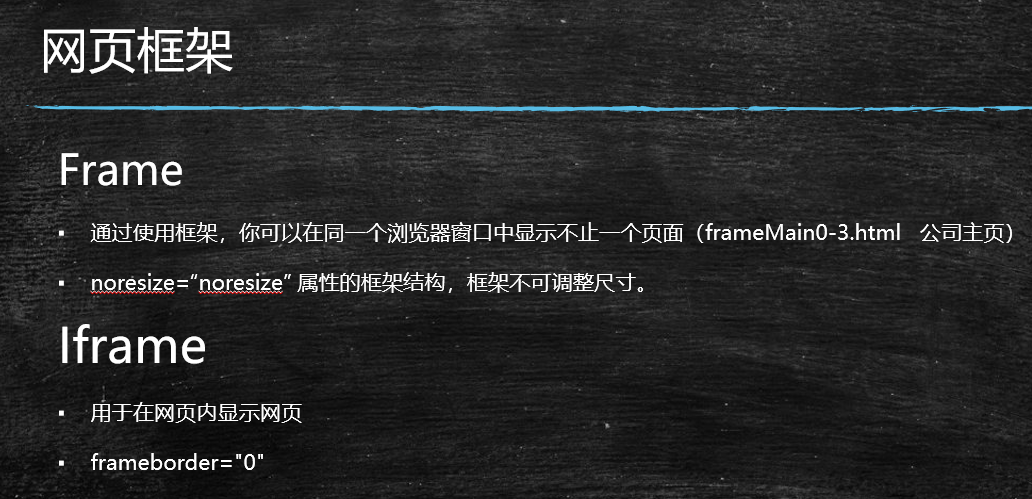 网页框架
Frame
▪ 通过使用框架，你可以在同一个浏览器窗口中显示不止一个页面（frameMain0-3.html 公司主页）
▪ noresize=“noresize” 属性的框架结构，框架不可调整尺寸。
Iframe
▪ 用于在网页内显示网页
▪ frameborder="0"